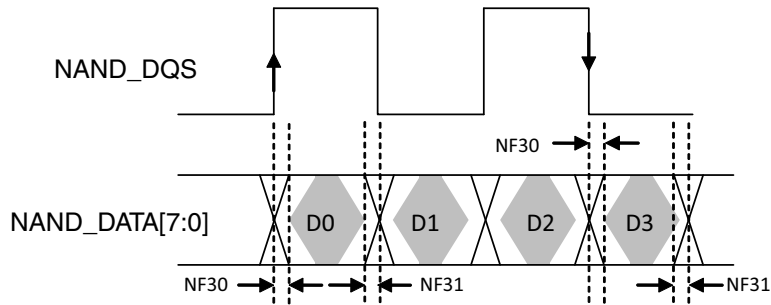 NAND_DQS
NF30
NAND_DATA[7:0]
D0
D1
D2
D3
NF30
NF31
NF31